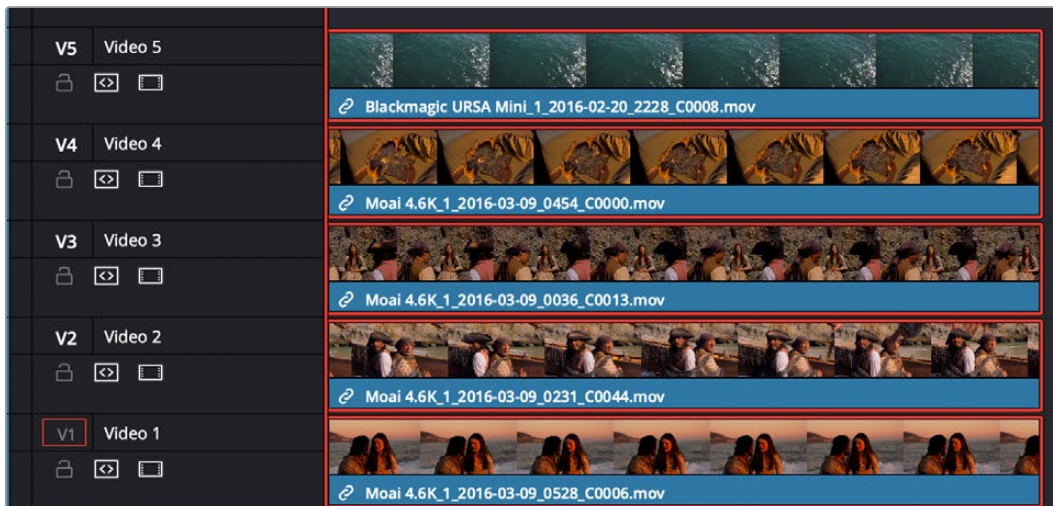 V5 Video 5
Blackmagic URSA Mini_1_2016-02-20_2228_C0008.mov
V4 Video 4
Moai 4.6K_1_2016-03-09_0454_C0000.mov
V3 Video 3
Moai 4.6K_1_2016-03-09_0036_C0013.mov
V2 Video 2
Moai 4.6K_1_2016-03-09_0231_C0044.mov
V1 Video 1
Moai 4.6K_1_2016-03-09_0528_C0006.mov